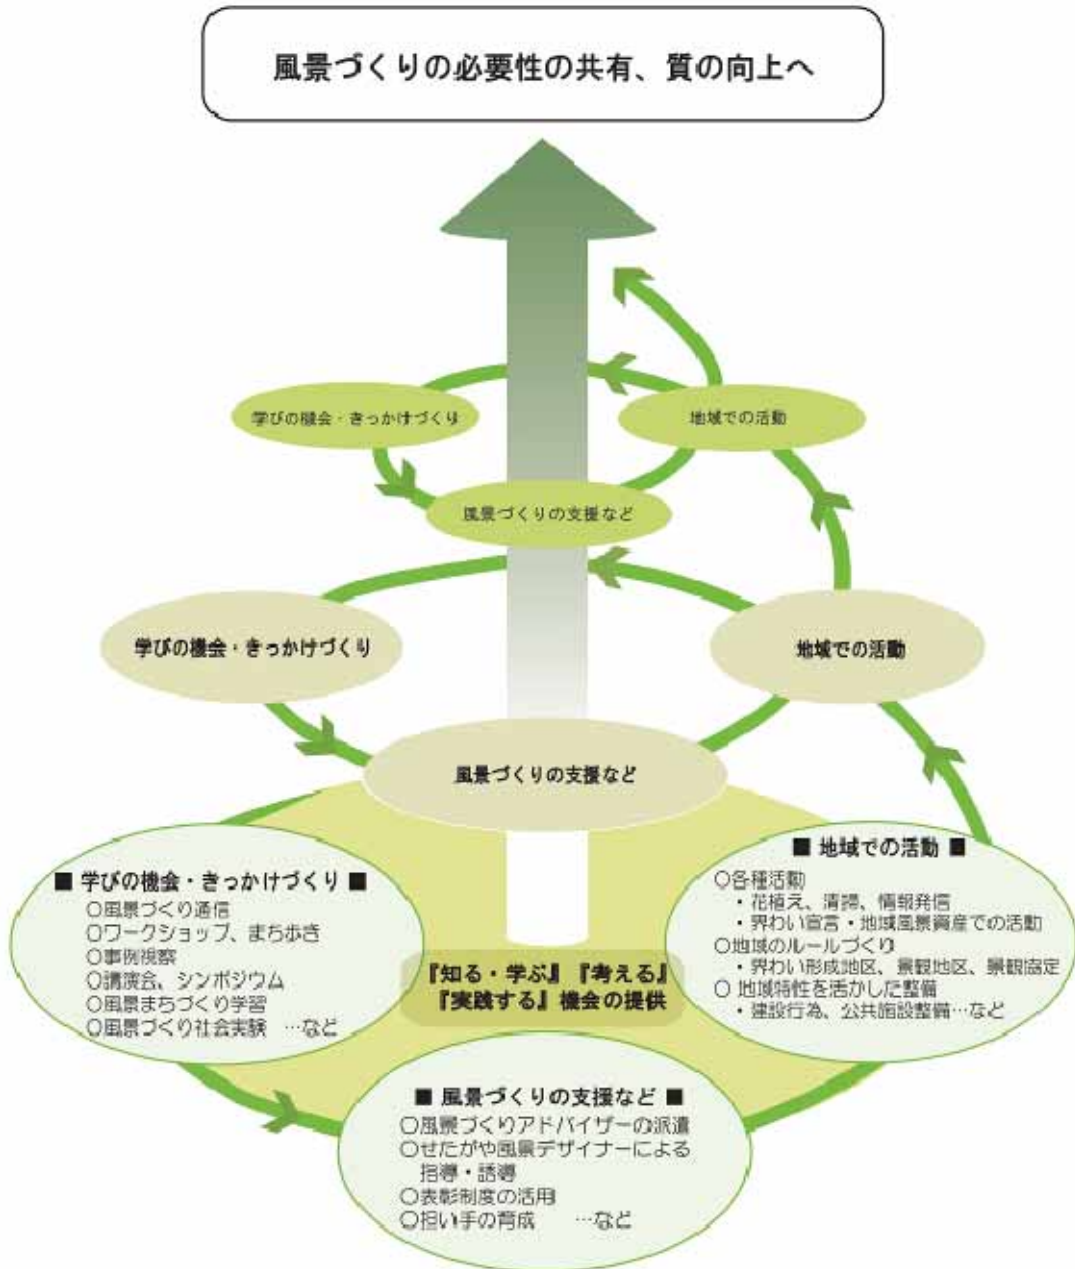 風景づくりの必要性の共有、質の向上へ
学びの機会・きっかけづくり
地域での活動
風景づくりの支援など
学びの機会・きっかけづくり
地域での活動
風景づくりの支援など
■ 学びの機会・きっかけづくり ■
○風景づくり通信
○ワークショップ、まち歩き
○事例視察
○講演会、シンポジウム
○風景まちづくり学習
○風景づくり社会実験 …など
■ 地域での活動 ■
○各種活動
・花植え、清掃、情報発信
・界わい宣言・地域風景資産での活動
○地域のルールづくり
・界わい形成地区、景観地区、景観協定
○ 地域特性を活かした整備
・建設行為、公共施設整備…など
『知る・学ぶ』『考える』
『実践する』機会の提供
■ 風景づくりの支援など ■
○風景づくりアドバイザーの派遣
○せたがや風景デザイナーによる
指導・誘導
○表彰制度の活用
○担い手の育成 …など